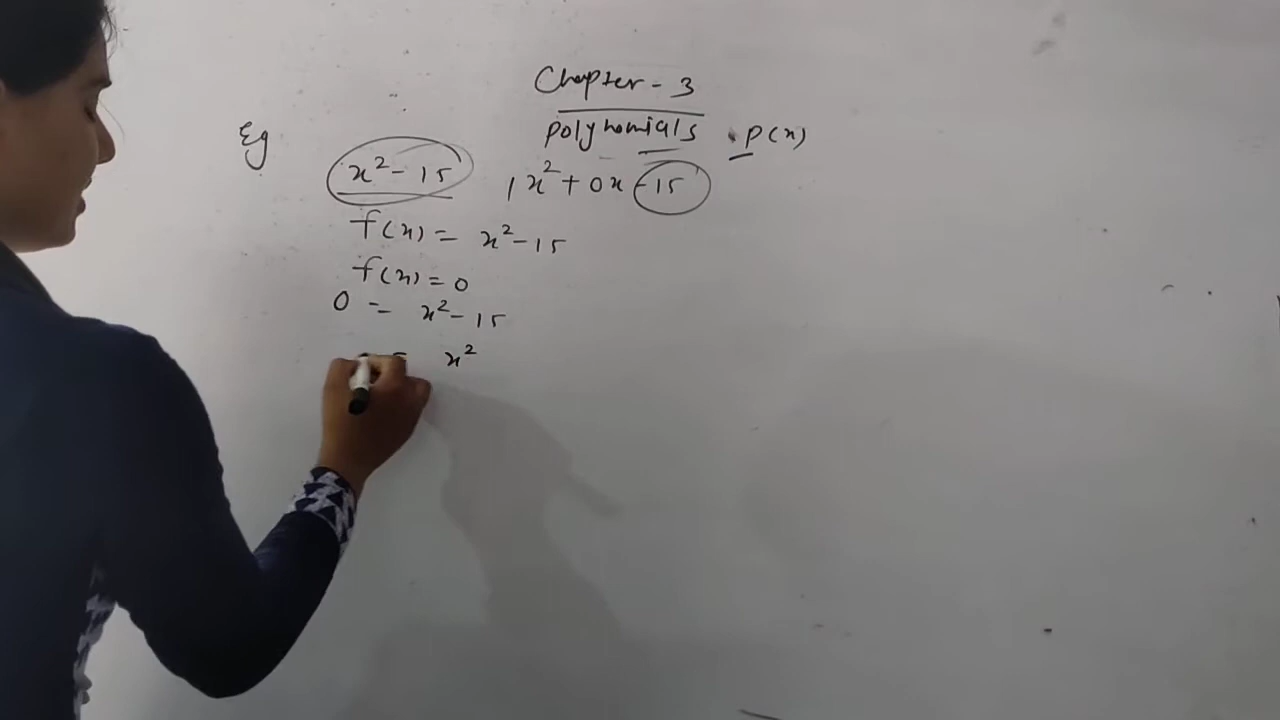 Chapter - 3
Polynomials . P(x)
Eg
x² - 15 1x² + 0x - 15
f(x) = x² - 15
f(x) = 0
0 = x² - 15
x²